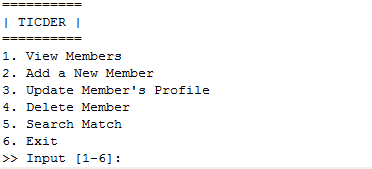 ==========
| TICDER |
==========
1. View Members
2. Add a New Member
3. Update Member's Profile
4. Delete Member
5. Search Match
6. Exit
>> Input [1-6]: